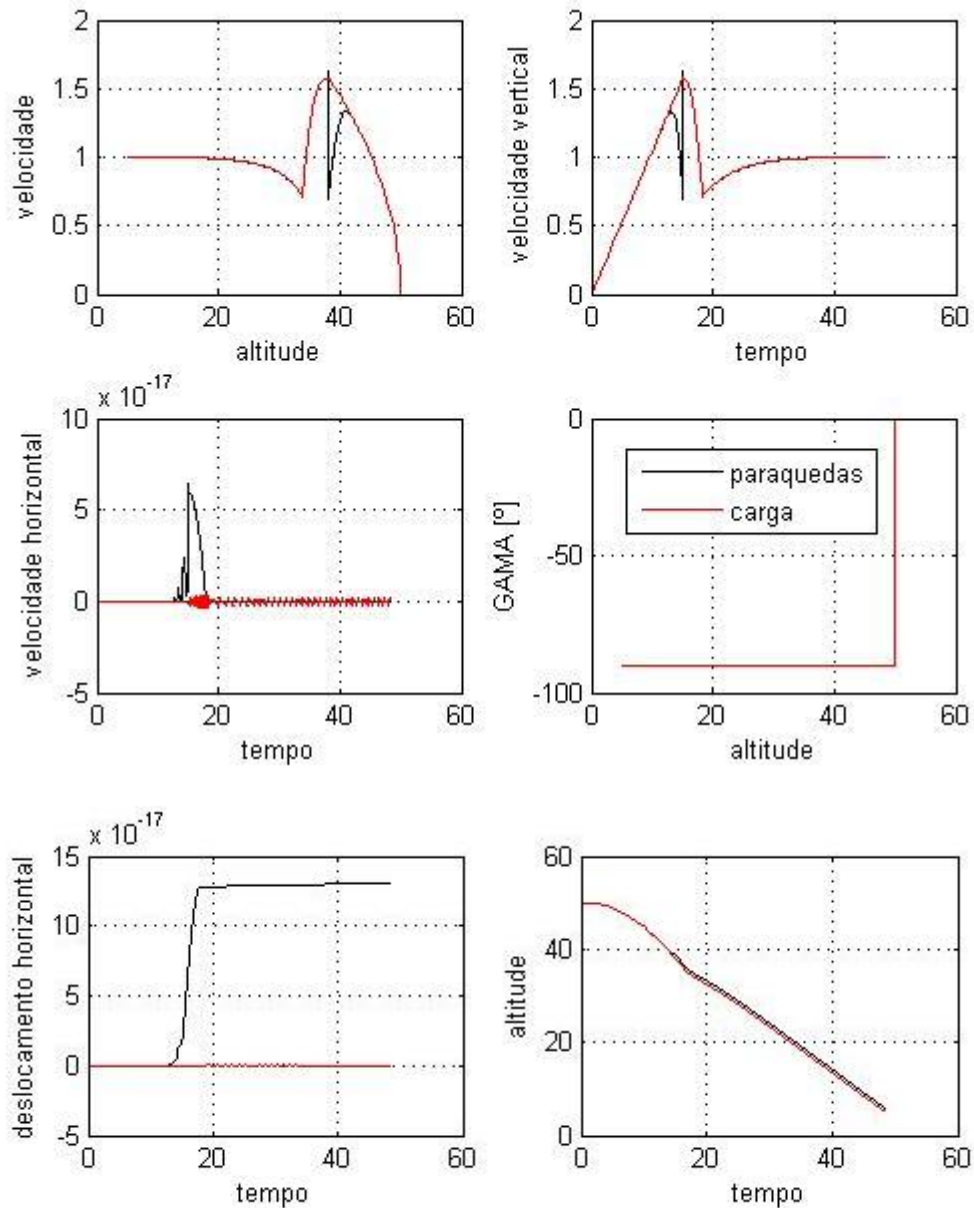 2
1.5
1
0.5
0
velocidade
0 20 40 60
altitude
2
1.5
1
0.5
0
velocidade vertical
0 20 40 60
tempo
x 10^-17
10
5
0
-5
velocidade horizontal
0 20 40 60
tempo
0
-50
-100
GAMA [º]
paraquedas
carga
0 20 40 60
altitude
x 10^-17
15
10
5
0
-5
deslocamento horizontal
0 20 40 60
tempo
60
40
20
0
altitude
0 20 40 60
tempo